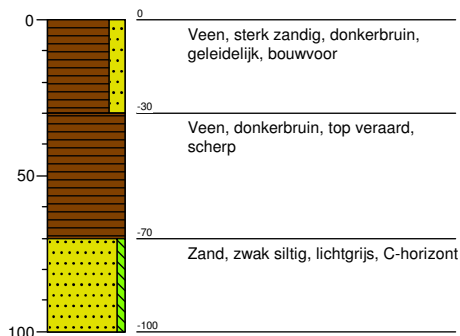 0
0
Veen, sterk zandig, donkerbruin,
geleidelijk, bouwvoor
-30
Veen, donkerbruin, top veraard,
scherp
50
-70
Zand, zwak siltig, lichtgrijs, C-horizont
100
-100